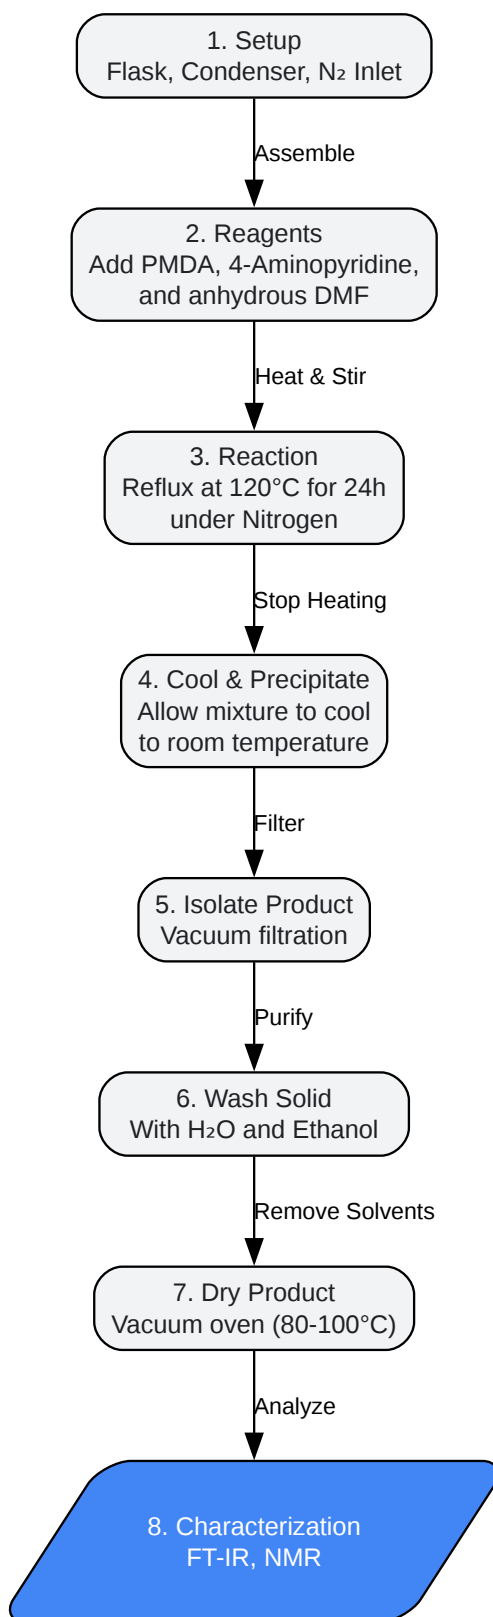 1. Setup
Flask, Condenser, N₂ Inlet
Assemble
2. Reagents
Add PMDA, 4-Aminopyridine,
and anhydrous DMF
Heat & Stir
3. Reaction
Reflux at 120°C for 24h
under Nitrogen
Stop Heating
4. Cool & Precipitate
Allow mixture to cool
to room temperature
Filter
5. Isolate Product
Vacuum filtration
Purify
6. Wash Solid
With H₂O and Ethanol
Remove Solvents
7. Dry Product
Vacuum oven (80-100°C)
Analyze
8. Characterization
FT-IR, NMR